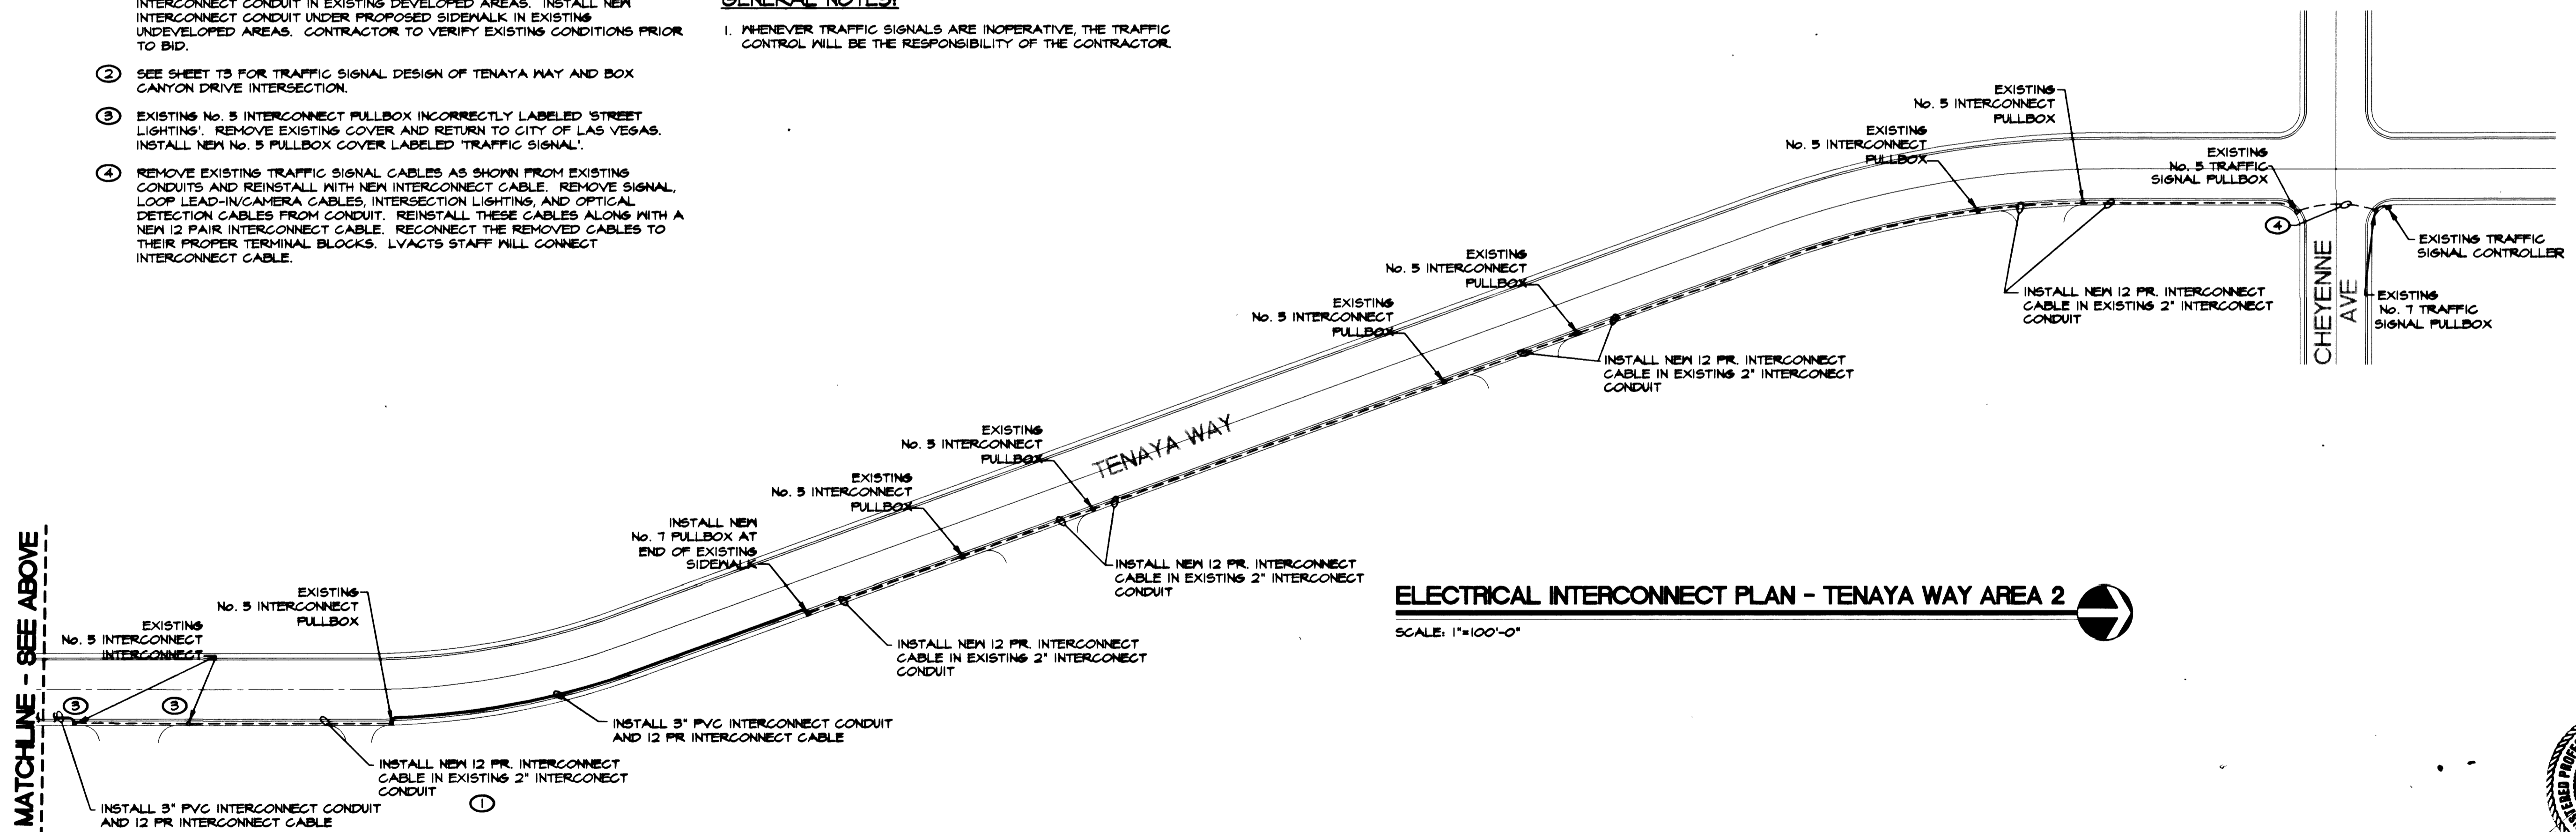 INTERCONNECT CONDUIT IN EXISTING DEVELOPED AREAS. INSTALL NEW
INTERCONNECT CONDUIT UNDER PROPOSED SIDEWALK IN EXISTING
UNDEVELOPED AREAS. CONTRACTOR TO VERIFY EXISTING CONDITIONS PRIOR
TO BID.
2 SEE SHEET T3 FOR TRAFFIC SIGNAL DESIGN OF TENAYA WAY AND BOX
CANYON DRIVE INTERSECTION.
3 EXISTING No. 5 INTERCONNECT PULLBOX INCORRECTLY LABELED 'STREET
LIGHTING'. REMOVE EXISTING COVER AND RETURN TO CITY OF LAS VEGAS.
INSTALL NEW No. 5 PULLBOX COVER LABELED 'TRAFFIC SIGNAL'.
4 REMOVE EXISTING TRAFFIC SIGNAL CABLES AS SHOWN FROM EXISTING
CONDUITS AND REINSTALL WITH NEW INTERCONNECT CABLE. REMOVE SIGNAL,
LOOP LEAD-IN/CAMERA CABLES, INTERSECTION LIGHTING, AND OPTICAL
DETECTION CABLES FROM CONDUIT. REINSTALL THESE CABLES ALONG WITH A
NEW 12 PAIR INTERCONNECT CABLE. RECONNECT THE REMOVED CABLES TO
THEIR PROPER TERMINAL BLOCKS. LVACTS STAFF WILL CONNECT
INTERCONNECT CABLE.
GENERAL NOTES:
1. WHENEVER TRAFFIC SIGNALS ARE INOPERATIVE, THE TRAFFIC
CONTROL WILL BE THE RESPONSIBILITY OF THE CONTRACTOR.
EXISTING
No. 5 INTERCONNECT
PULLBOX
EXISTING
No. 5 INTERCONNECT
PULLBOX
EXISTING
No. 5 TRAFFIC
SIGNAL PULLBOX
4
EXISTING TRAFFIC
SIGNAL CONTROLLER
EXISTING
No. 7 TRAFFIC
SIGNAL PULLBOX
CHEYENNE
AVE
INSTALL NEW 12 PR. INTERCONNECT
CABLE IN EXISTING 2" INTERCONECT
CONDUIT
EXISTING
No. 5 INTERCONNECT
PULLBOX
EXISTING
No. 5 INTERCONNECT
PULLBOX
INSTALL NEW 12 PR. INTERCONNECT
CABLE IN EXISTING 2" INTERCONECT
CONDUIT
TENAYA WAY
EXISTING
No. 5 INTERCONNECT
PULLBOX
EXISTING
No. 5 INTERCONNECT
PULLBOX
INSTALL NEW
No. 7 PULLBOX AT
END OF EXISTING
SIDEWALK
INSTALL NEW 12 PR. INTERCONNECT
CABLE IN EXISTING 2" INTERCONECT
CONDUIT
INSTALL NEW 12 PR. INTERCONNECT
CABLE IN EXISTING 2" INTERCONECT
CONDUIT
ELECTRICAL INTERCONNECT PLAN - TENAYA WAY AREA 2
SCALE: 1"=100'-0"
MATCHLINE - SEE ABOVE
EXISTING
No. 5 INTERCONNECT
PULLBOX
EXISTING
No. 5 INTERCONNECT
INTERCONNECT
3
3
INSTALL 3" PVC INTERCONNECT CONDUIT
AND 12 PR INTERCONNECT CABLE
INSTALL NEW 12 PR. INTERCONNECT
CABLE IN EXISTING 2" INTERCONECT
CONDUIT
1
INSTALL 3" PVC INTERCONNECT CONDUIT
AND 12 PR INTERCONNECT CABLE